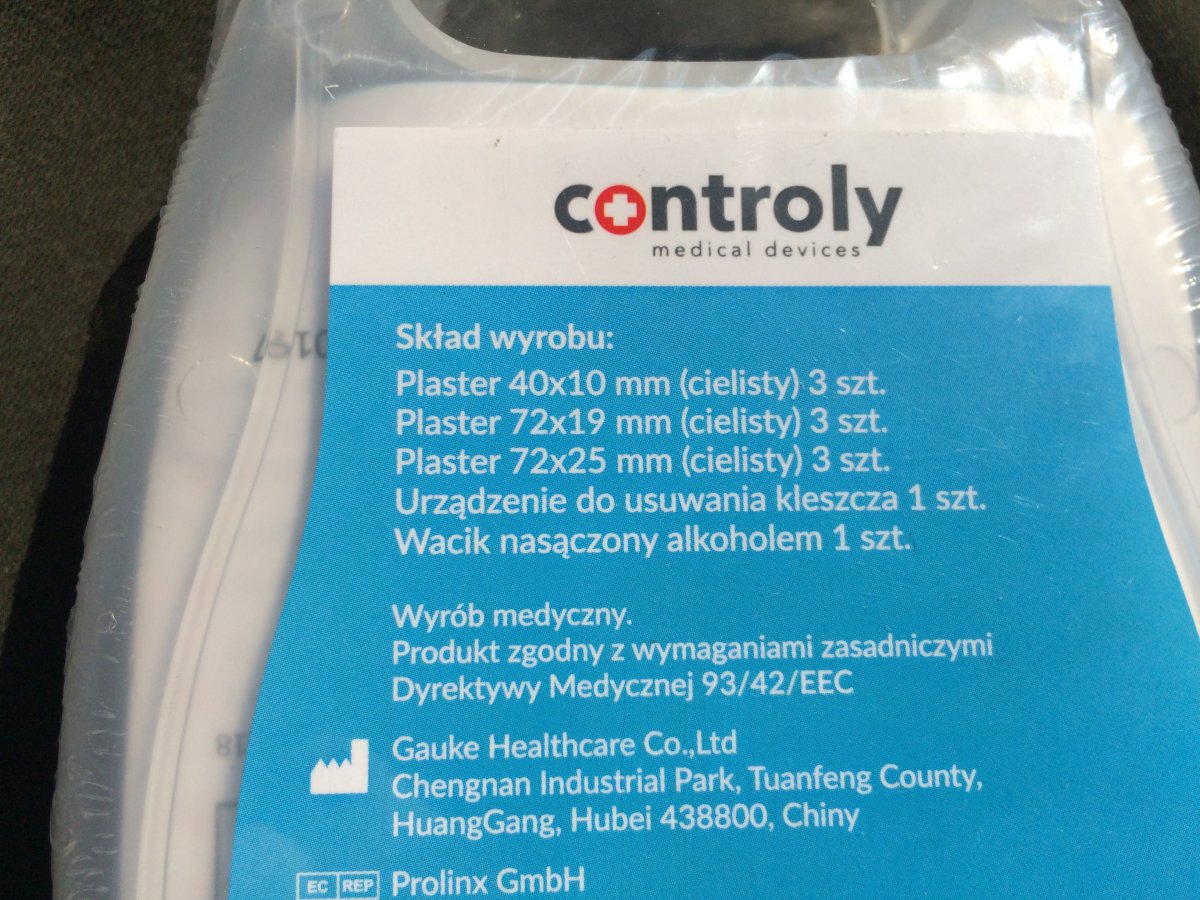 controly
medical devices
Skład wyrobu:
Plaster 40x10 mm (cielisty) 3 szt.
Plaster 72x19 mm (cielisty) 3 szt.
Plaster 72x25 mm (cielisty) 3 szt.
Urządzenie do usuwania kleszcza 1 szt.
Wacik nasączony alkoholem 1 szt.
Wyrób medyczny.
Produkt zgodny z wymaganiami zasadniczymi
Dyrektywy Medycznej 93/42/EEC
Gauke Healthcare Co.,Ltd
Chengnan Industrial Park, Tuanfeng County,
HuangGang, Hubei 438800, Chiny
EC REP Prolinx GmbH